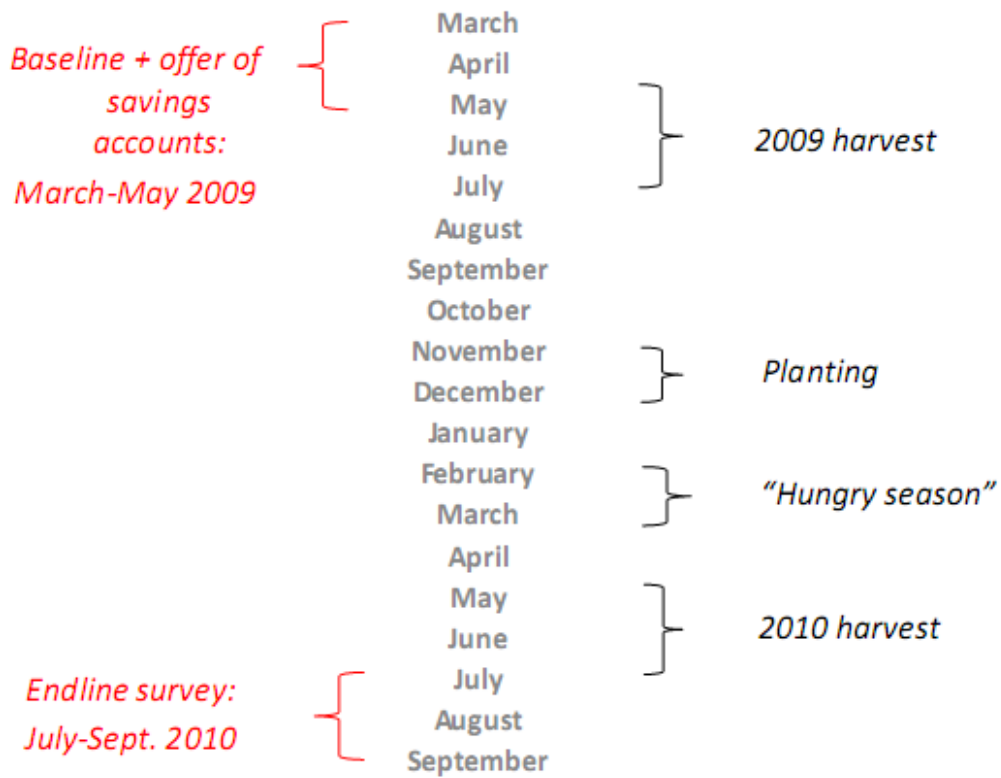 March
Baseline + offer of
savings
accounts:
March-May 2009
April
May
June
July
2009 harvest
August
September
October
November
December
Planting
January
February
March
“Hungry season”
April
May
June
July
2010 harvest
Endline survey:
July-Sept. 2010
August
September